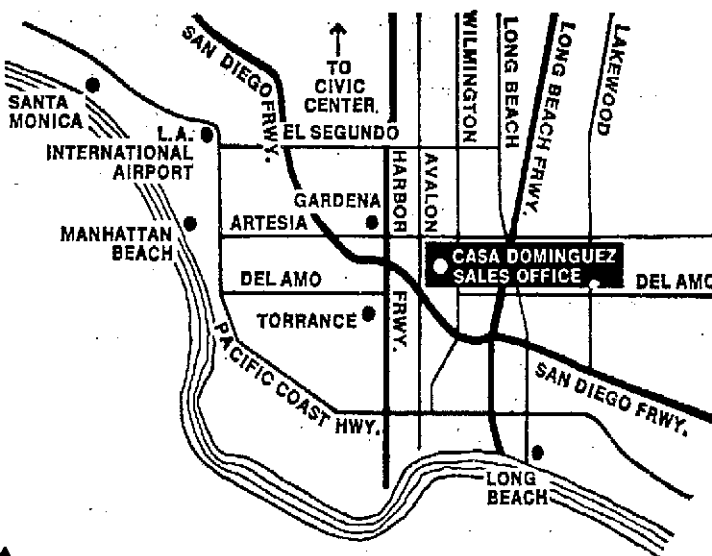 SAN DIEGO FRWY.
TO
CIVIC
CENTER.
WILMINGTON
LONG BEACH
LONG BEACH FRWY.
LAKEWOOD
SANTA
MONICA
L.A.
INTERNATIONAL
AIRPORT
EL SEGUNDO
HARBOR
FRWY.
AVALON
GARDENA
ARTESIA
MANHATTAN
BEACH
CASA DOMINGUEZ
SALES OFFICE
DEL AMO
DEL AMO
TORRANCE
PACIFIC COAST HWY.
SAN DIEGO FRWY.
LONG
BEACH